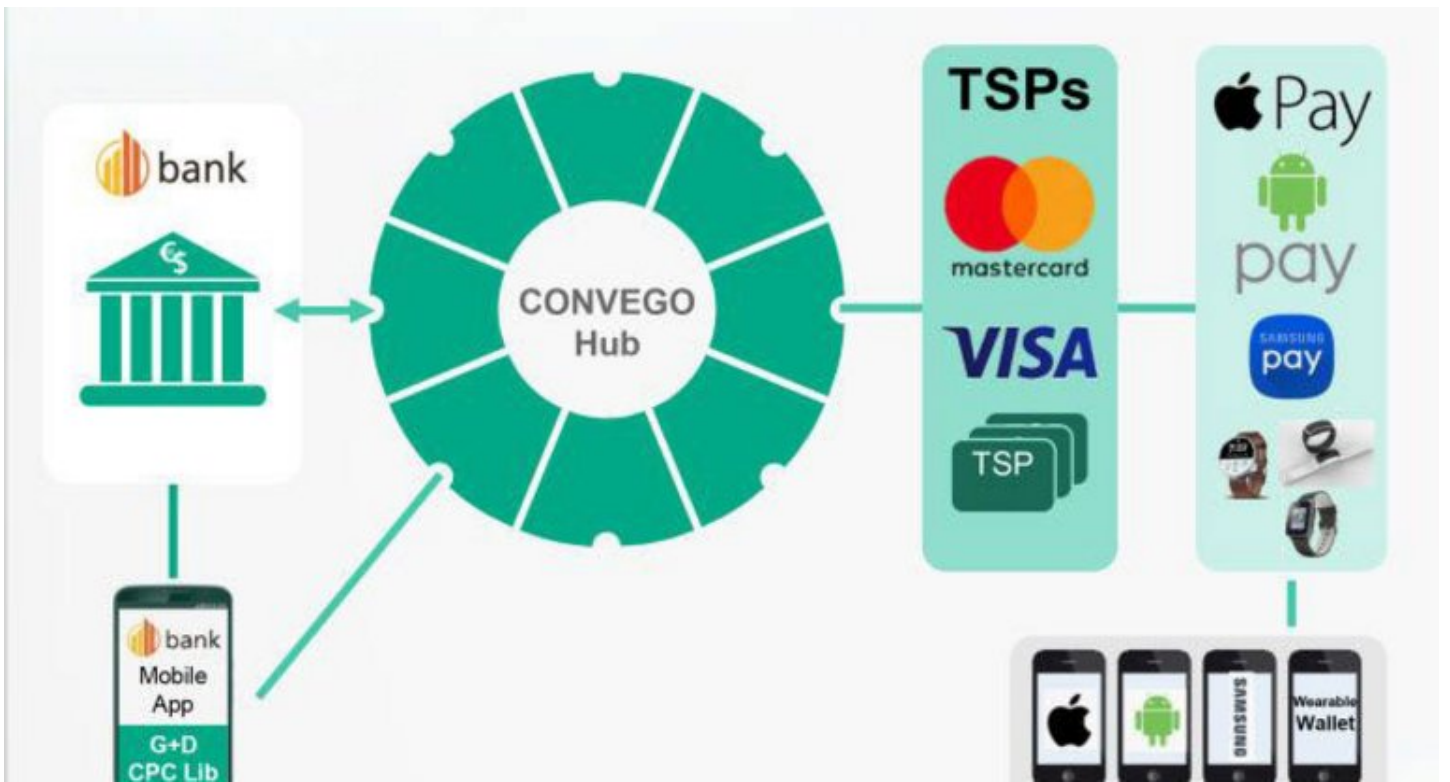 bank
€$
bank
Mobile
App
G+D
CPC Lib
CONVEGO
Hub
TSPs
mastercard
VISA
TSP
Pay
pay
SAMSUNG
pay
SAMSUNG
Wearable
Wallet